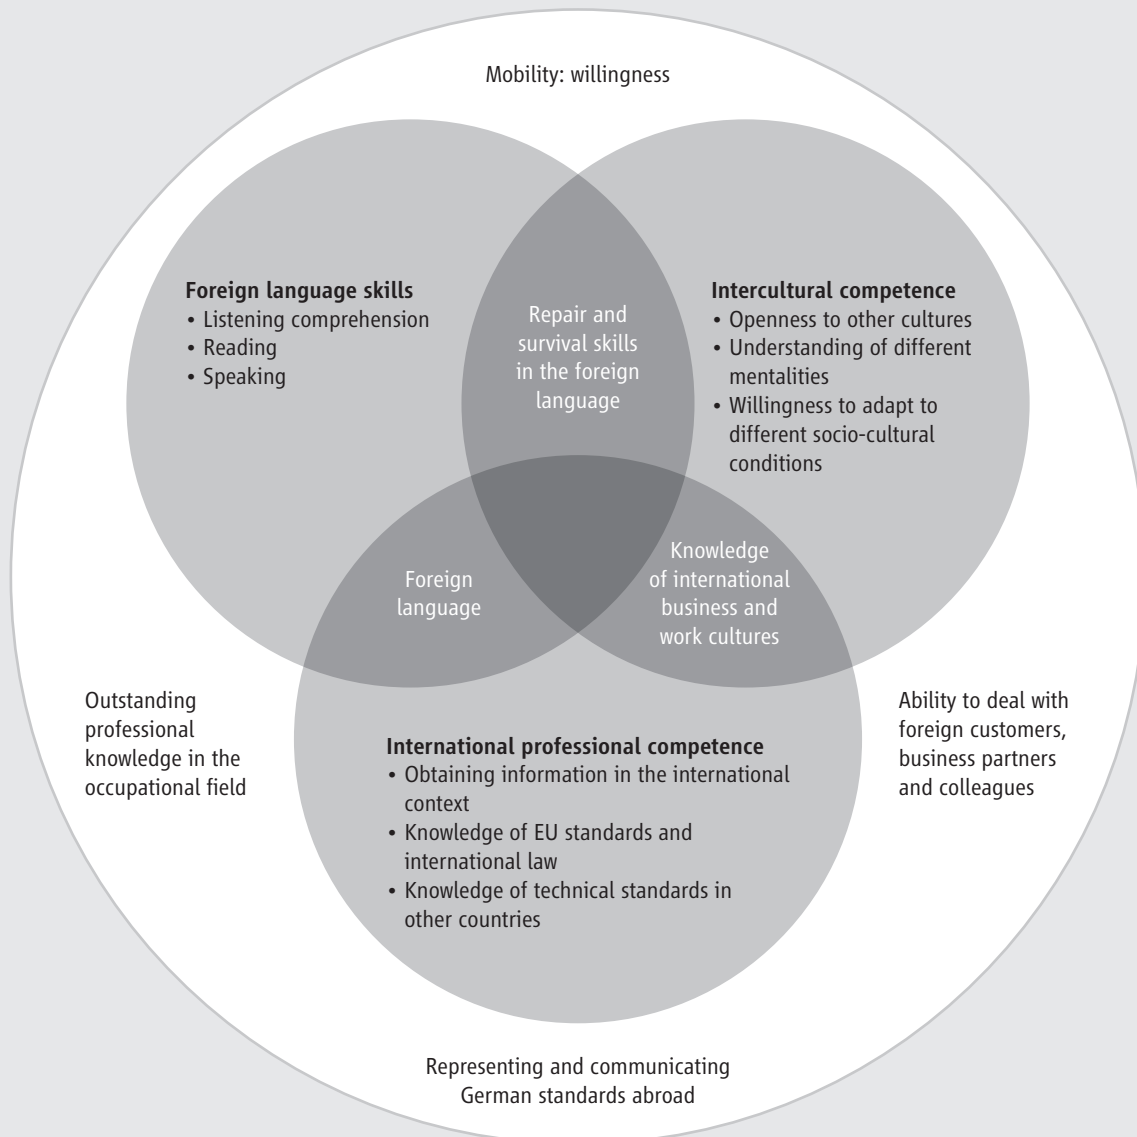 Mobility: willingness
Foreign language skills
• Listening comprehension
• Reading
• Speaking
Repair and
survival skills
in the foreign
language
Intercultural competence
• Openness to other cultures
• Understanding of different
mentalities
• Willingness to adapt to
different socio-cultural
conditions
Foreign
language
Knowledge
of international
business and
work cultures
Outstanding
professional
knowledge in the
occupational field
International professional competence
• Obtaining information in the international
context
• Knowledge of EU standards and
international law
• Knowledge of technical standards in
other countries
Ability to deal with
foreign customers,
business partners
and colleagues
Representing and communicating
German standards abroad